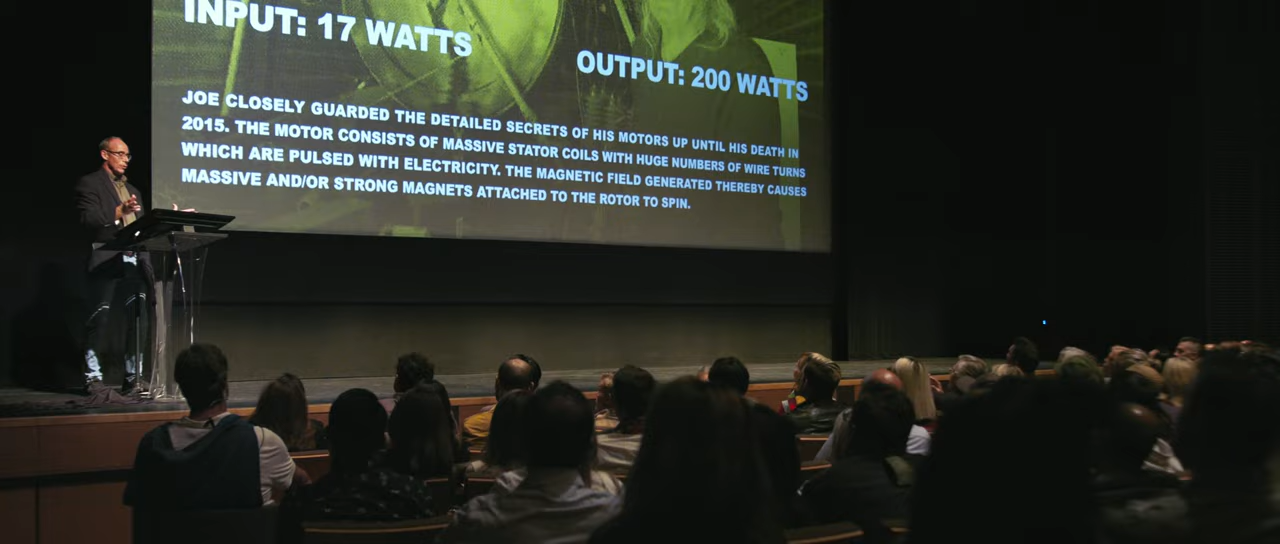 INPUT: 17 WATTS
OUTPUT: 200 WATTS
JOE CLOSELY GUARDED THE DETAILED SECRETS OF HIS MOTORS UP UNTIL HIS DEATH IN
2015. THE MOTOR CONSISTS OF MASSIVE STATOR COILS WITH HUGE NUMBERS OF WIRE TURNS
WHICH ARE PULSED WITH ELECTRICITY. THE MAGNETIC FIELD GENERATED THEREBY CAUSES
MASSIVE AND/OR STRONG MAGNETS ATTACHED TO THE ROTOR TO SPIN.